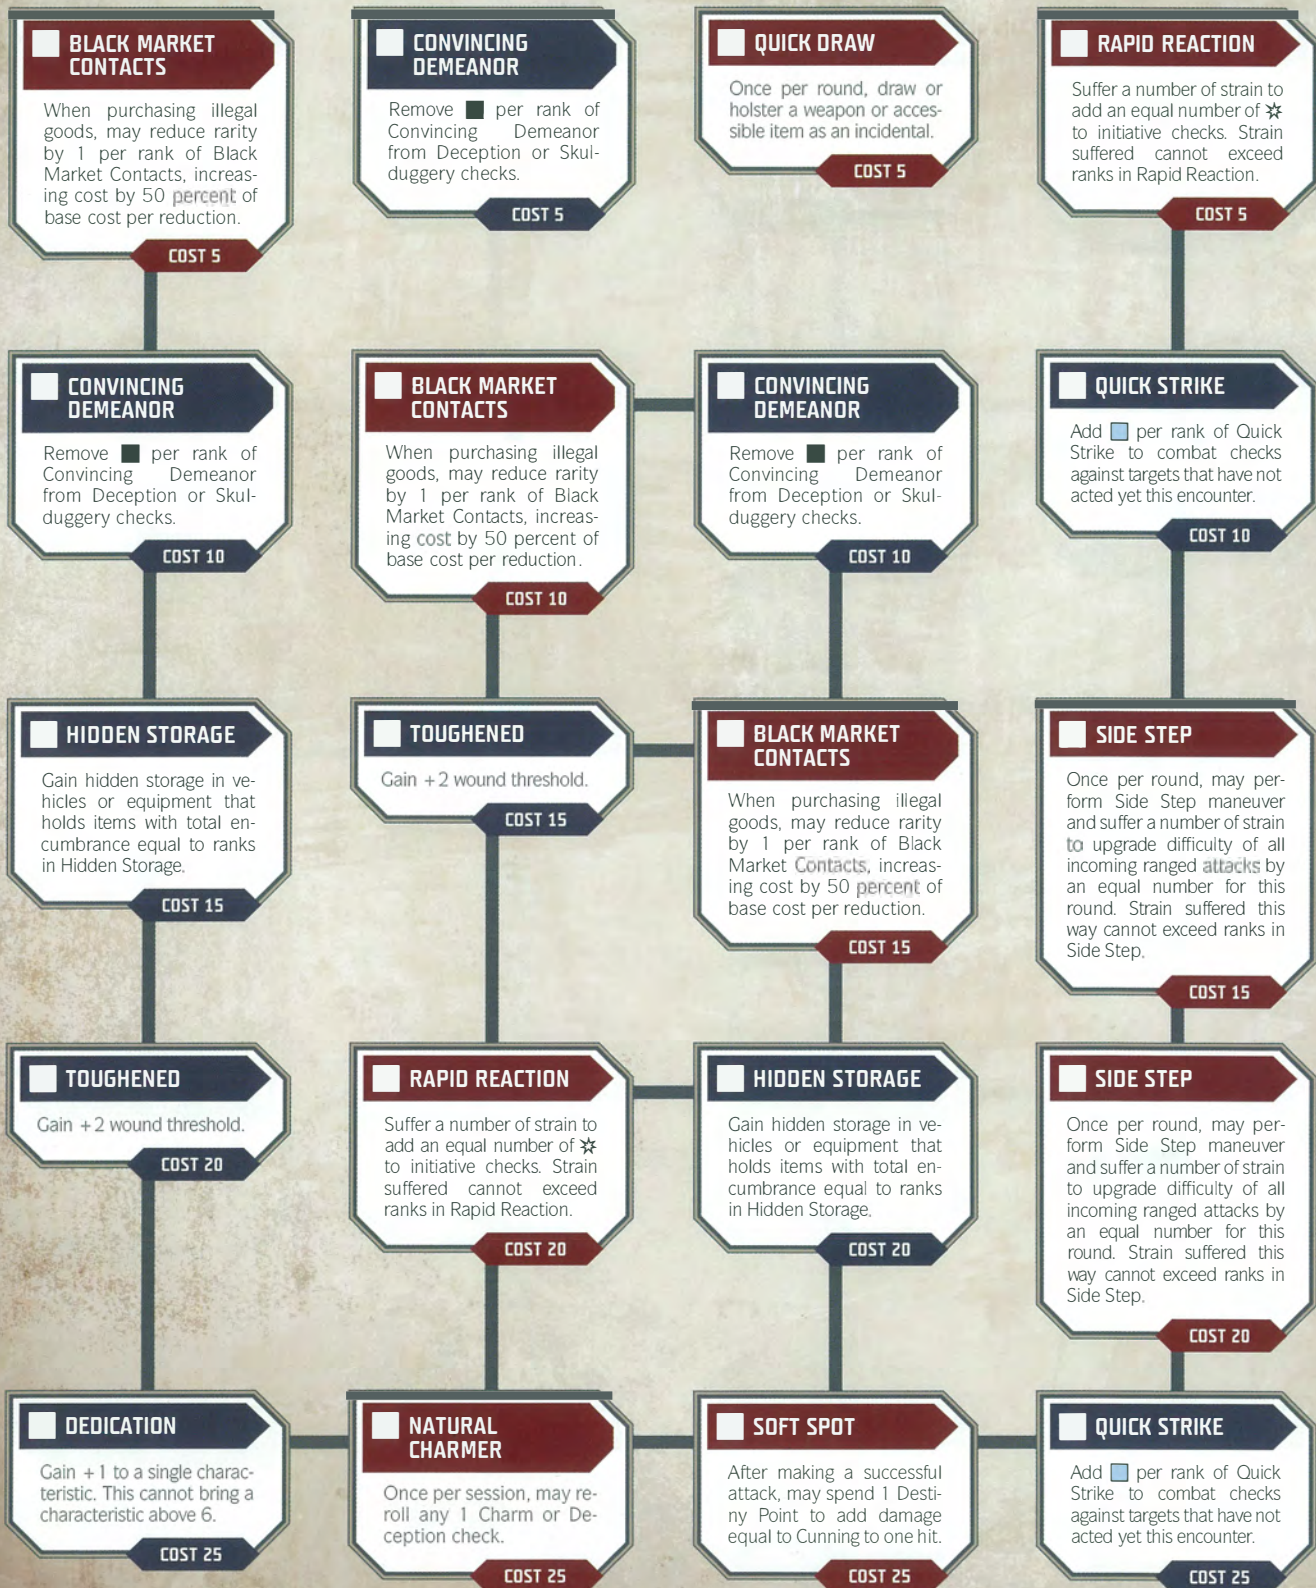 BLACK MARKET
CONTACTS
When purchasing illegal
goods, may reduce rarity
by 1 per rank of Black
Market Contacts, increas-
ing cost by 50 percent of
base cost per reduction.
COST 5
CONVINCING
DEMEANOR
Remove ■ per rank of
Convincing Demeanor
from Deception or Skul-
duggery checks.
COST 5
QUICK DRAW
Once per round, draw or
holster a weapon or acces-
sible item as an incidental.
COST 5
RAPID REACTION
Suffer a number of strain to
add an equal number of ✲
to initiative checks. Strain
suffered cannot exceed
ranks in Rapid Reaction.
COST 5
CONVINCING
DEMEANOR
Remove ■ per rank of
Convincing Demeanor
from Deception or Skul-
duggery checks.
COST 10
BLACK MARKET
CONTACTS
When purchasing illegal
goods, may reduce rarity
by 1 per rank of Black
Market Contacts, increas-
ing cost by 50 percent of
base cost per reduction.
COST 10
CONVINCING
DEMEANOR
Remove ■ per rank of
Convincing Demeanor
from Deception or Skul-
duggery checks.
COST 10
QUICK STRIKE
Add ■ per rank of Quick
Strike to combat checks
against targets that have not
acted yet this encounter.
COST 10
HIDDEN STORAGE
Gain hidden storage in ve-
hicles or equipment that
holds items with total en-
cumbrance equal to ranks
in Hidden Storage.
COST 15
TOUGHENED
Gain +2 wound threshold.
COST 15
BLACK MARKET
CONTACTS
When purchasing illegal
goods, may reduce rarity
by 1 per rank of Black
Market Contacts, increas-
ing cost by 50 percent of
base cost per reduction.
COST 15
SIDE STEP
Once per round, may per-
form Side Step maneuver
and suffer a number of strain
to upgrade difficulty of all
incoming ranged attacks by
an equal number for this
round. Strain suffered this
way cannot exceed ranks in
Side Step.
COST 15
TOUGHENED
Gain +2 wound threshold.
COST 20
RAPID REACTION
Suffer a number of strain to
add an equal number of ✲
to initiative checks. Strain
suffered cannot exceed
ranks in Rapid Reaction.
COST 20
HIDDEN STORAGE
Gain hidden storage in ve-
hicles or equipment that
holds items with total en-
cumbrance equal to ranks
in Hidden Storage.
COST 20
SIDE STEP
Once per round, may per-
form Side Step maneuver
and suffer a number of strain
to upgrade difficulty of all
incoming ranged attacks by
an equal number for this
round. Strain suffered this
way cannot exceed ranks in
Side Step.
COST 20
DEDICATION
Gain +1 to a single charac-
teristic. This cannot bring a
characteristic above 6.
COST 25
NATURAL
CHARMER
Once per session, may re-
roll any 1 Charm or De-
ception check.
COST 25
SOFT SPOT
After making a successful
attack, may spend 1 Desti-
ny Point to add damage
equal to Cunning to one hit.
COST 25
QUICK STRIKE
Add ■ per rank of Quick
Strike to combat checks
against targets that have not
acted yet this encounter.
COST 25